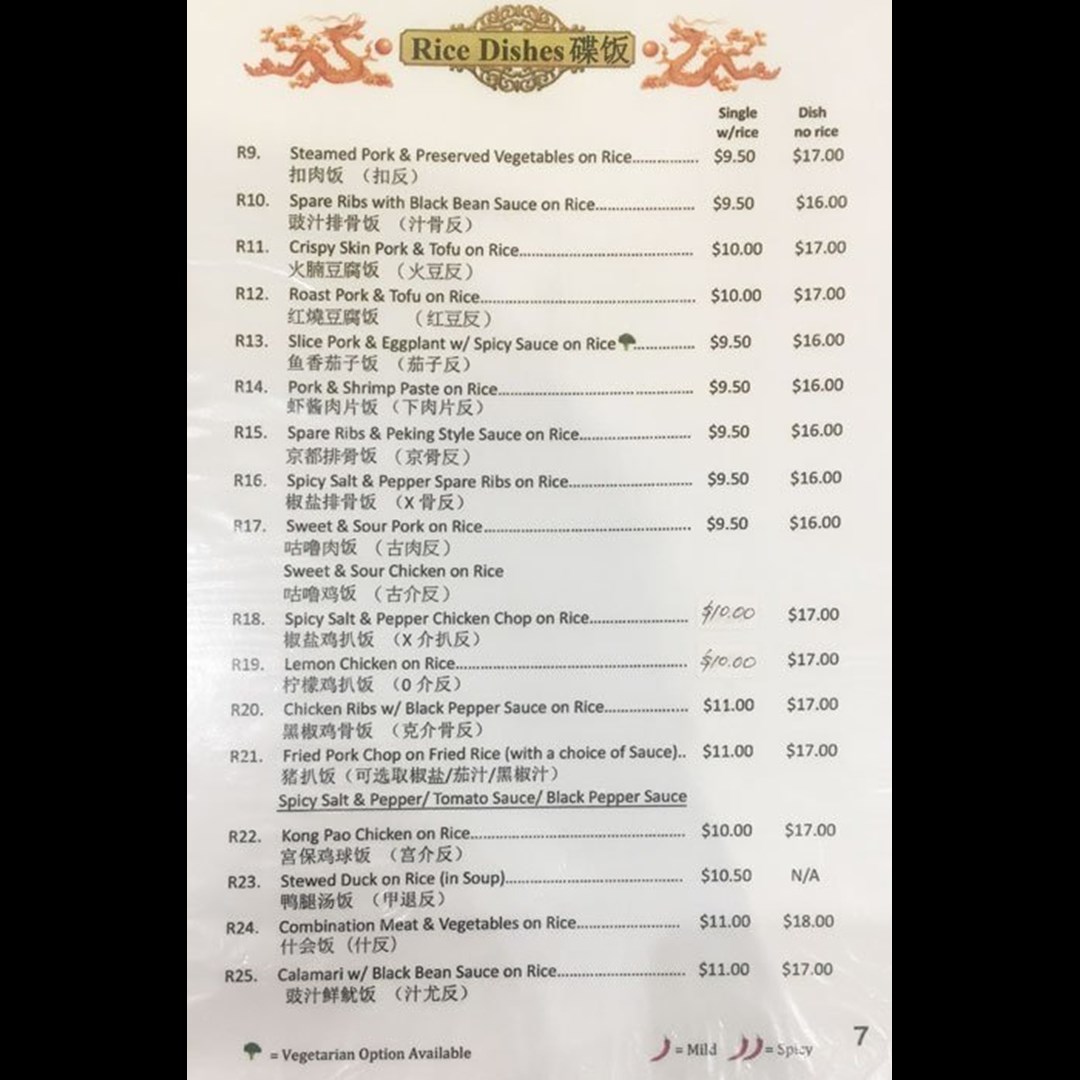 Rice Dishes 碟饭
Single Dish
w/rice no rice
R9. Steamed Pork & Preserved Vegetables on Rice................ $9.50 $17.00
扣肉饭 （扣反）
R10. Spare Ribs with Black Bean Sauce on Rice........................ $9.50 $16.00
豉汁排骨饭 （汁骨反）
R11. Crispy Skin Pork & Tofu on Rice.......................................... $10.00 $17.00
火腩豆腐饭 （火豆反）
R12. Roast Pork & Tofu on Rice.................................................... $10.00 $17.00
红燒豆腐饭 （红豆反）
R13. Slice Pork & Eggplant w/ Spicy Sauce on Rice.............. $9.50 $16.00
鱼香茄子饭 （茄子反）
R14. Pork & Shrimp Paste on Rice............................................... $9.50 $16.00
虾酱肉片饭 （下肉片反）
R15. Spare Ribs & Peking Style Sauce on Rice........................... $9.50 $16.00
京都排骨饭 （京骨反）
R16. Spicy Salt & Pepper Spare Ribs on Rice.............................. $9.50 $16.00
椒盐排骨饭 （X 骨反）
R17. Sweet & Sour Pork on Rice.................................................. $9.50 $16.00
咕噜肉饭 （古肉反）
Sweet & Sour Chicken on Rice
咕噜鸡饭 （古介反）
R18. Spicy Salt & Pepper Chicken Chop on Rice........................ $10.00 $17.00
椒盐鸡扒饭 （X 介扒反）
R19. Lemon Chicken on Rice........................................................ $10.00 $17.00
柠檬鸡扒饭 （0 介反）
R20. Chicken Ribs w/ Black Pepper Sauce on Rice.................... $11.00 $17.00
黑椒鸡骨饭 （克介骨反）
R21. Fried Pork Chop on Fried Rice (with a choice of Sauce).. $11.00 $17.00
猪扒饭（可选取椒盐/茄汁/黑椒汁）
Spicy Salt & Pepper/ Tomato Sauce/ Black Pepper Sauce
R22. Kong Pao Chicken on Rice.................................................... $10.00 $17.00
宫保鸡球饭 （宫介反）
R23. Stewed Duck on Rice (in Soup)........................................... $10.50 N/A
鸭腿汤饭 （甲退反）
R24. Combination Meat & Vegetables on Rice......................... $11.00 $18.00
什会饭（什反）
R25. Calamari w/ Black Bean Sauce on Rice.............................. $11.00 $17.00
豉汁鲜鱿饭 （汁尤反）
= Vegetarian Option Available = Mild = Spicy
7